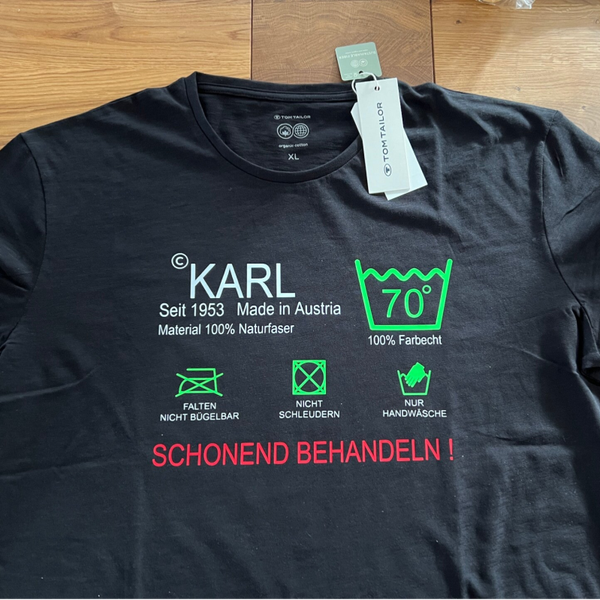 TOM TAILOR
organic cotton
XL
TOM TAILOR
©KARL
Seit 1953 Made in Austria
Material 100% Naturfaser
70°
100% Farbecht
FALTEN
NICHT BÜGELBAR
NICHT
SCHLEUDERN
NUR
HANDWÄSCHE
SCHONEND BEHANDELN !